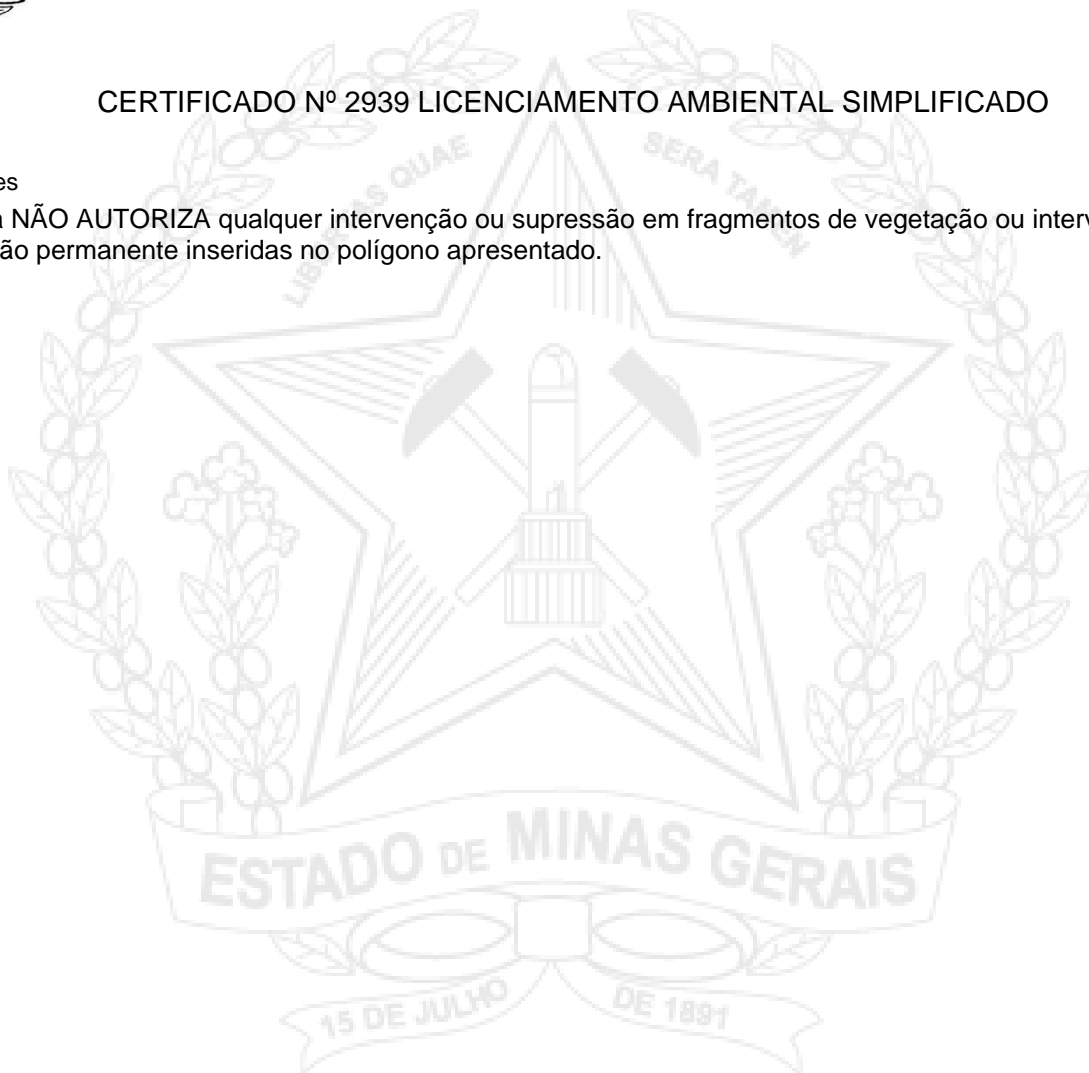 CERTIFICADO Nº 2939 LICENCIAMENTO AMBIENTAL SIMPLIFICADO
es
a NÃO AUTORIZA qualquer intervenção ou supressão em fragmentos de vegetação ou interv
ão permanente inseridas no polígono apresentado.
LIBERTAS QUAE SERA TAMEN
ESTADO DE MINAS GERAIS
15 DE JULHO DE 1891